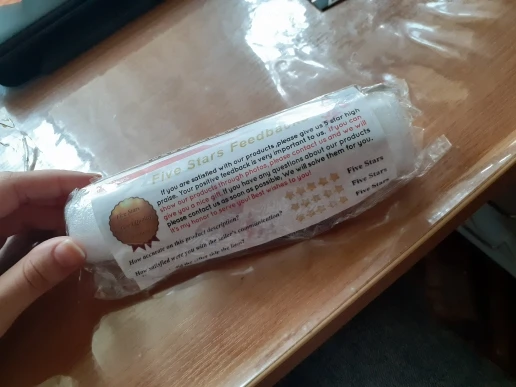 Five Stars Feedba
If you are satisfied with our products ,please give us 5-star high
praise. Your positive feedback is very important to us. If you can
share our products through photos, please contact us and we will
give you a nice gift. If you have any questions about our products
please contact us as soon as possible. We will solve them for you.
It's my honor to serve you! Best wishes to you!
How accurate on this product description?
Five Stars
How satisfied were you with the seller's communication?
Five Stars
Five Stars